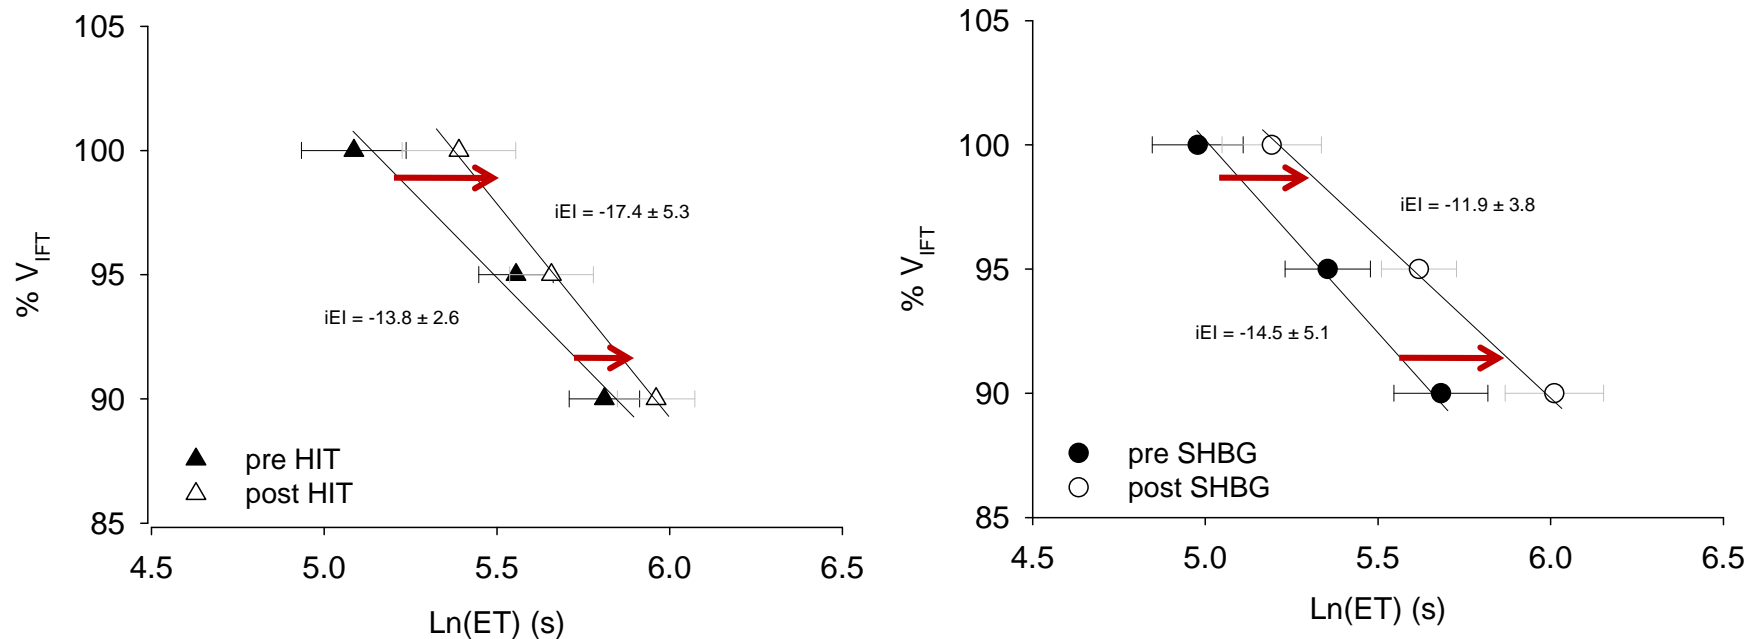 105
100
95
90
85
% VIFT
iEI = -17.4 ± 5.3
iEI = -13.8 ± 2.6
pre HIT
post HIT
4.5 5.0 5.5 6.0 6.5
Ln(ET) (s)
105
100
95
90
85
% VIFT
iEI = -11.9 ± 3.8
iEI = -14.5 ± 5.1
pre SHBG
post SHBG
4.5 5.0 5.5 6.0 6.5
Ln(ET) (s)